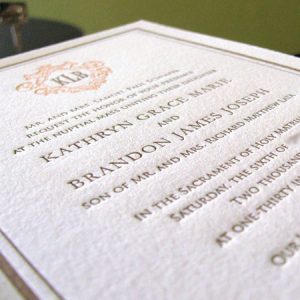 KLB
MR. AND MRS.
REQUEST THE HONOR OF YOUR PRESENCE
AT THE NUPTIAL MASS UNITING THEIR DAUGHTER
KATHRYN GRACE MARIE
AND
BRANDON JAMES JOSEPH
SON OF MR. AND MRS. RICHARD MATTHEW
IN THE SACRAMENT OF HOLY
SATURDAY, THE SIXTH OF
TWO THOUSAND
AT ONE-THIRTY
OUR